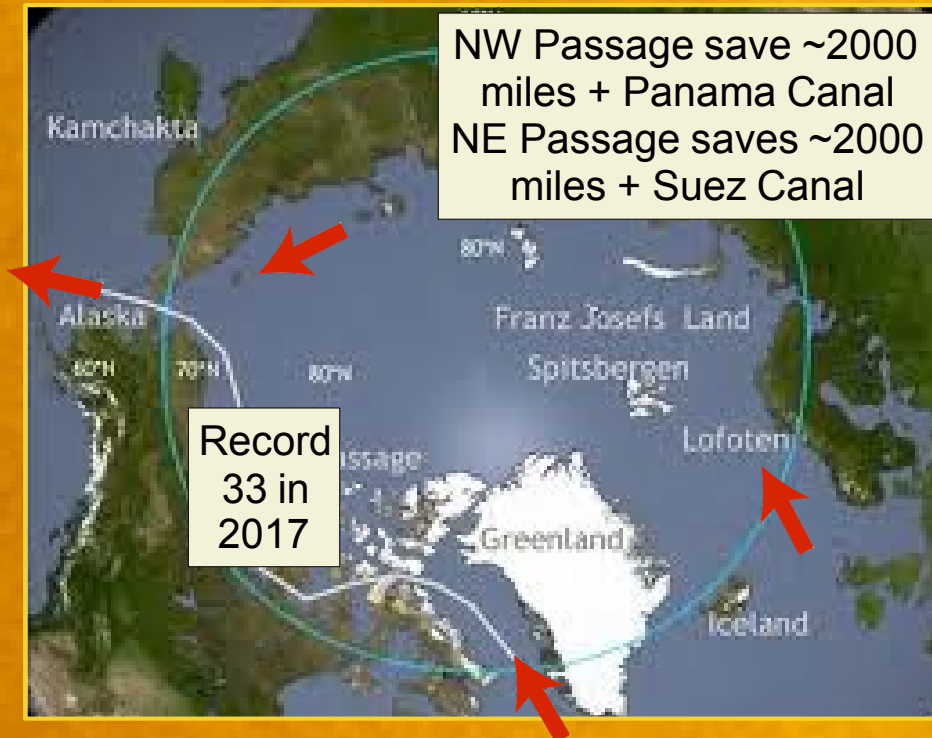 NW Passage save ~2000
miles + Panama Canal
NE Passage saves ~2000
miles + Suez Canal
Kamchakta
80°N
Alaska
Franz Josefs Land
60°N
70°N
80°N
Spitsbergen
Record
33 in
2017
Lofoten
Greenland
Iceland